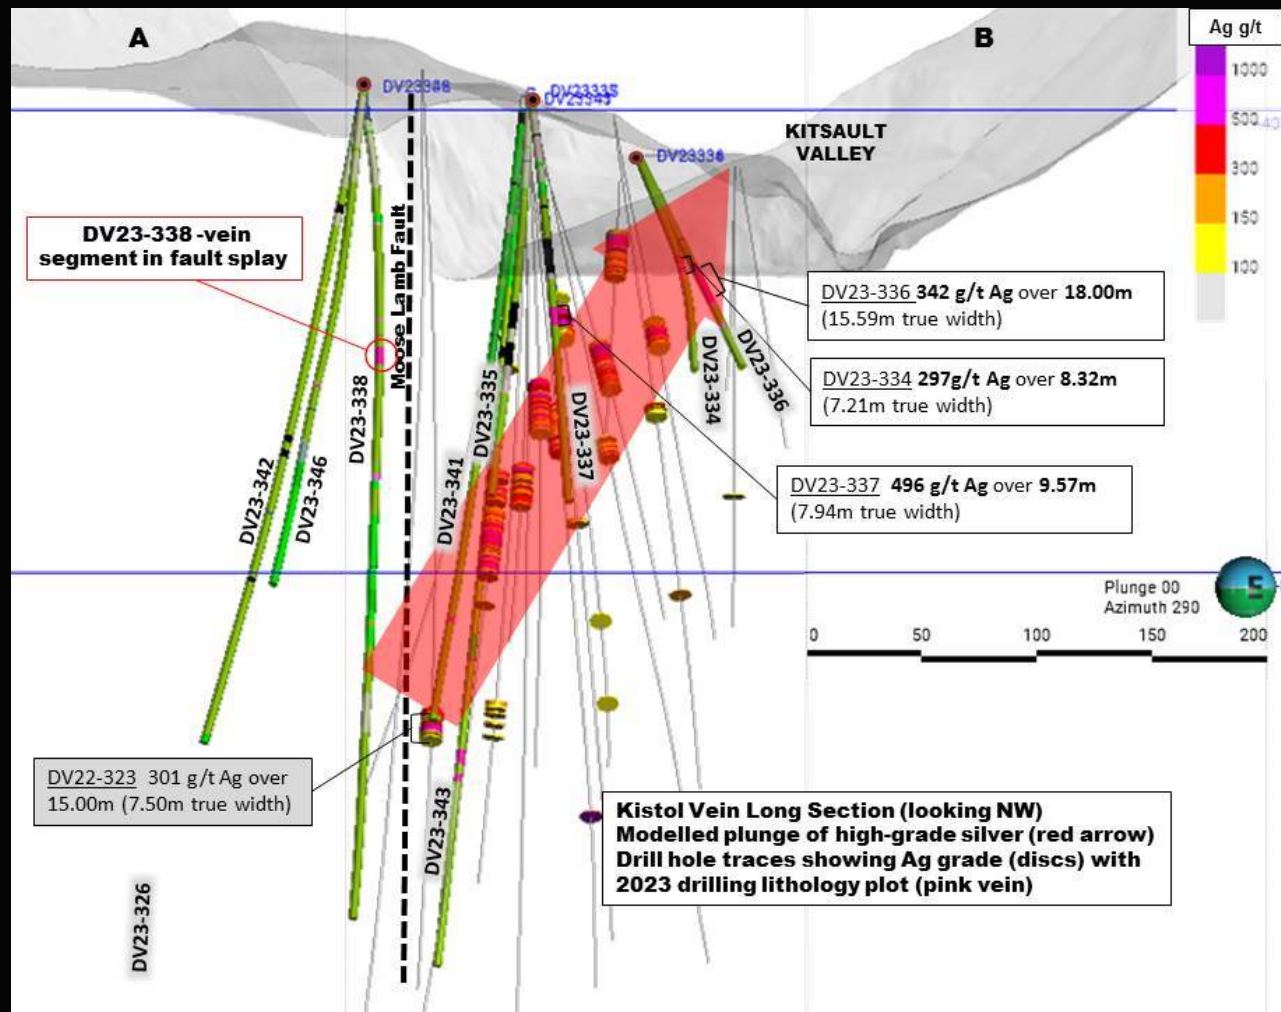 A
B
Ag g/t
1000
500
300
150
100
KITSAULT
VALLEY
DV23336
DV23-338 -vein
segment in fault splay
Moose Lamb Fault
DV23-342
DV23-346
DV23-338
DV23-341
DV23-335
DV23-337
DV23-334
DV23-336
DV23-343
DV23-326
DV23-336 342 g/t Ag over 18.00m
(15.59m true width)
DV23-334 297g/t Ag over 8.32m
(7.21m true width)
DV23-337 496 g/t Ag over 9.57m
(7.94m true width)
DV22-323 301 g/t Ag over
15.00m (7.50m true width)
Plunge 00
Azimuth 290
S
0 50 100 150 200
Kistol Vein Long Section (looking NW)
Modelled plunge of high-grade silver (red arrow)
Drill hole traces showing Ag grade (discs) with
2023 drilling lithology plot (pink vein)